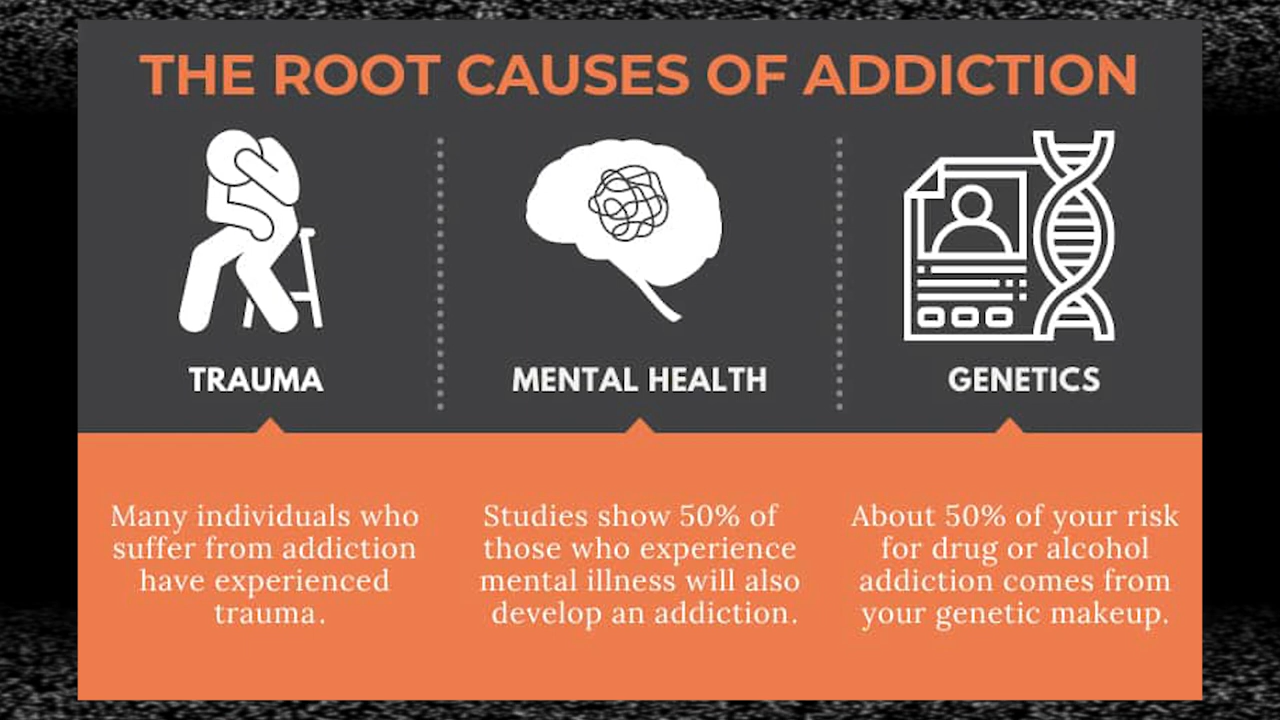 THE ROOT CAUSES OF ADDICTION
TRAUMA
MENTAL HEALTH
GENETICS
Many individuals who
suffer from addiction
have experienced
trauma.
Studies show 50% of
those who experience
mental illness will also
develop an addiction.
About 50% of your risk
for drug or alcohol
addiction comes from
your genetic makeup.